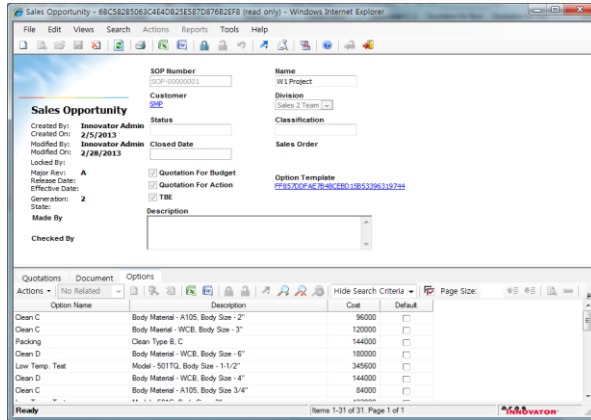 Sales Opportunity - 6BC58285063C4E4DB25E587D87682EFB (read only) - Windows Internet Explorer
File Edit Views Search Actions Reports Tools Help
SOP Number Name
SOP-00000001 W1 Project
Customer Division
SMP Sales 2 Team
Sales Opportunity
Status Classification
Created By: Innovator Admin
Created On: 2/5/2013
Modified By: Innovator Admin Closed Date Sales Order
Modified On: 2/28/2013
Locked By:
Major Rev: A Quotation For Budget
Release Date: Option Template
Effective Date: Quotation For Action FF857DDFAE7B48CEBD15B53396319744
Generation: 2 TBE
State:
Made By Description
Checked By
Quotations Document Options
Actions No Related Hide Search Criteria Page Size:
Option Name Description Cost Default
Clean C Body Material - A105, Body Size - 2" 96000
Clean C Body Maerial - WCB, Body Size - 3" 120000
Packing Clean Type B, C 144000
Clean D Body Material - WCB, Body Size - 6" 180000
Low Temp. Test Model - 501TQ, Body Size - 1-1/2" 345600
Clean D Body Material - WCB, Body Size - 4" 144000
Clean C Body Material - A105, Body Size 3/4" 84000
Ready Items 1-31 of 31. Page 1 of 1 aras INNOVATOR